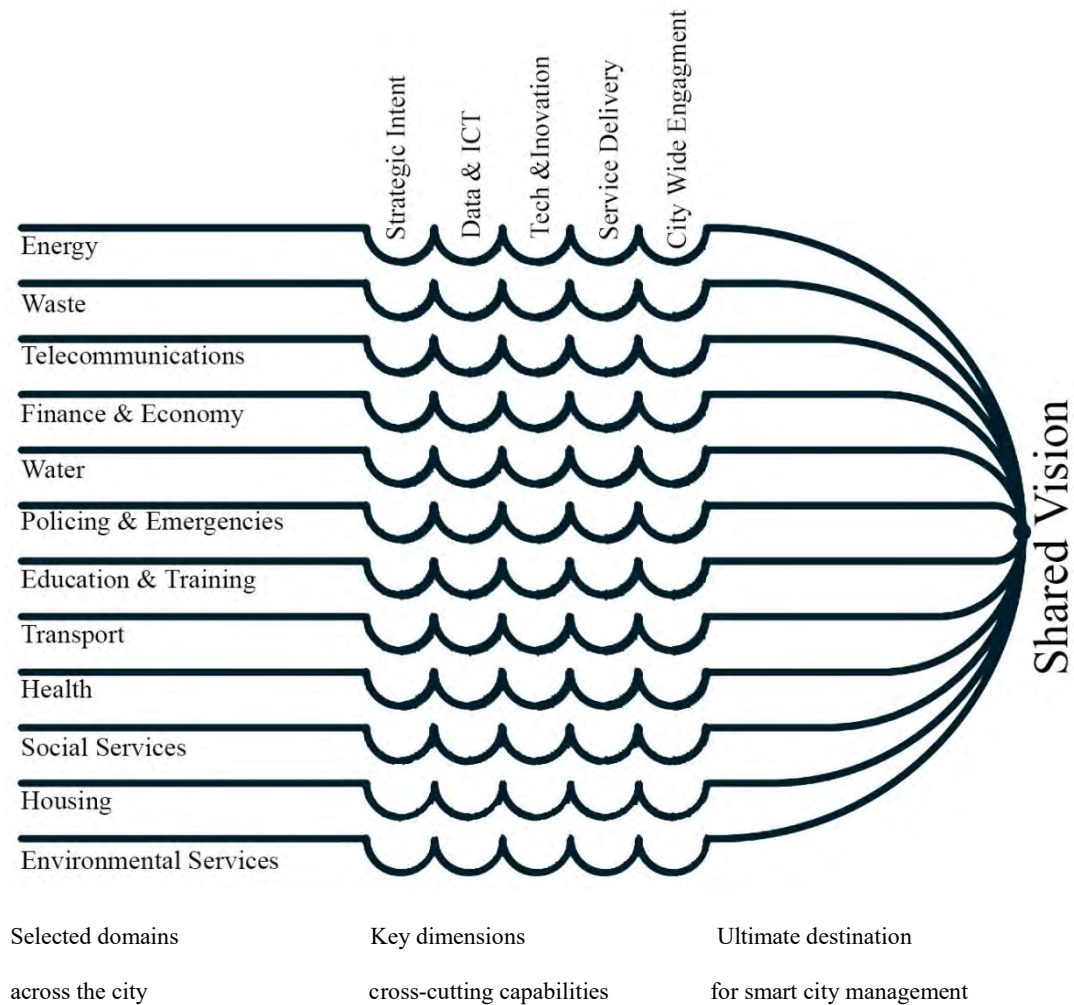 Strategic Intent
Data & ICT
Tech &Inovation
Service Delivery
City Wide Engagment
Energy
Waste
Telecommunications
Finance & Economy
Water
Policing & Emergencies
Education & Training
Transport
Health
Social Services
Housing
Environmental Services
Shared Vision
Selected domains
across the city
Key dimensions
cross-cutting capabilities
Ultimate destination
for smart city management